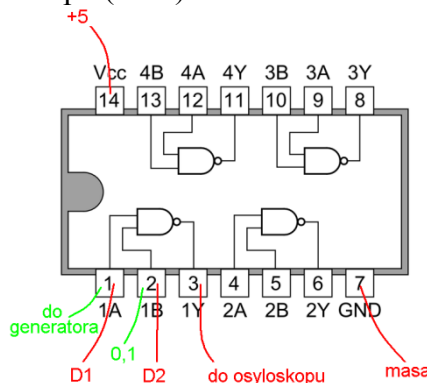 +5
Vcc 4B 4A 4Y 3B 3A 3Y
14 13 12 11 10 9 8
1 2 3 4 5 6 7
do generatora
1A 1B 1Y 2A 2B 2Y GND
0,1
D1 D2 do osyloskopu masa